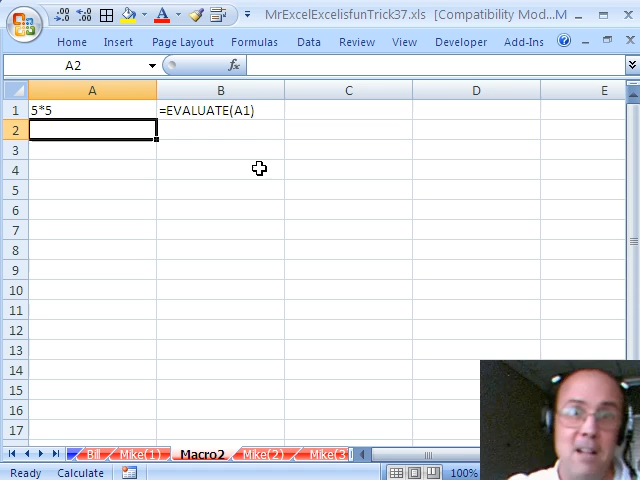 MrExcelExcelisfunTrick37.xls [Compatibility Mod...M
Home Insert Page Layout Formulas Data Review View Developer Add-Ins
A2 fx
A B C D E
1 5*5 =EVALUATE(A1)
2
3
4
5
6
7
8
9
10
11
12
13
14
15
16
17
Bill Mike(1) Macro2 Mike(2) Mike(3
Ready Calculate 100%